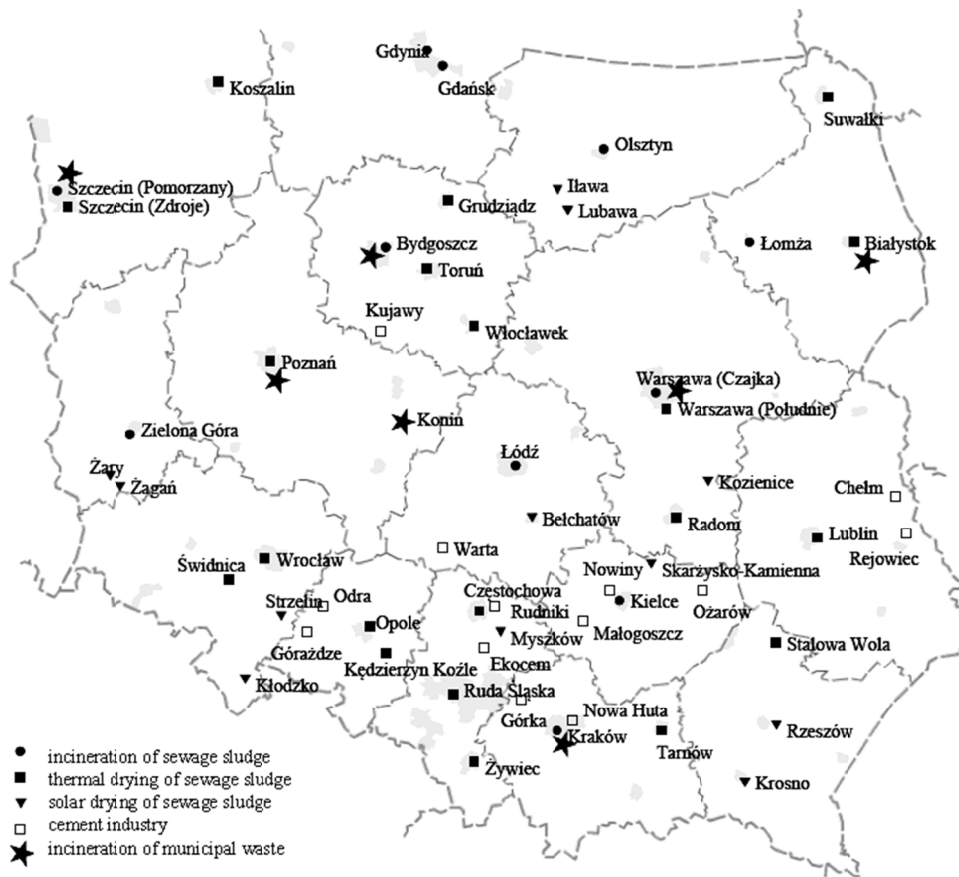 Gdynia
Gdańsk
Koszalin
Suwałki
Olsztyn
Szczecin (Pomorzany)
Iława
Szczecin (Zdroje)
Grudziądz
Lubawa
Bydgoszcz
Łomża
Białystok
Toruń
Kujawy
Włocławek
Poznań
Warszawa (Czajka)
Warszawa (Południe)
Konin
Zielona Góra
Łódź
Żary
Żagań
Kozienice
Chełm
Bełchatów
Radom
Lublin
Rejowiec
Warta
Wrocław
Świdnica
Nowiny
Skarżysko-Kamienna
Strzelin
Odra
Częstochowa
Kielce
Ożarów
Rudniki
Opole
Myszków
Małogoszcz
Górażdze
Stalowa Wola
Kędzierzyn Koźle
Ekocem
Kłodzko
Ruda Śląska
Górka
Nowa Huta
Kraków
Rzeszów
Tarnów
Żywiec
Krosno
incineration of sewage sludge
thermal drying of sewage sludge
solar drying of sewage sludge
cement industry
incineration of municipal waste